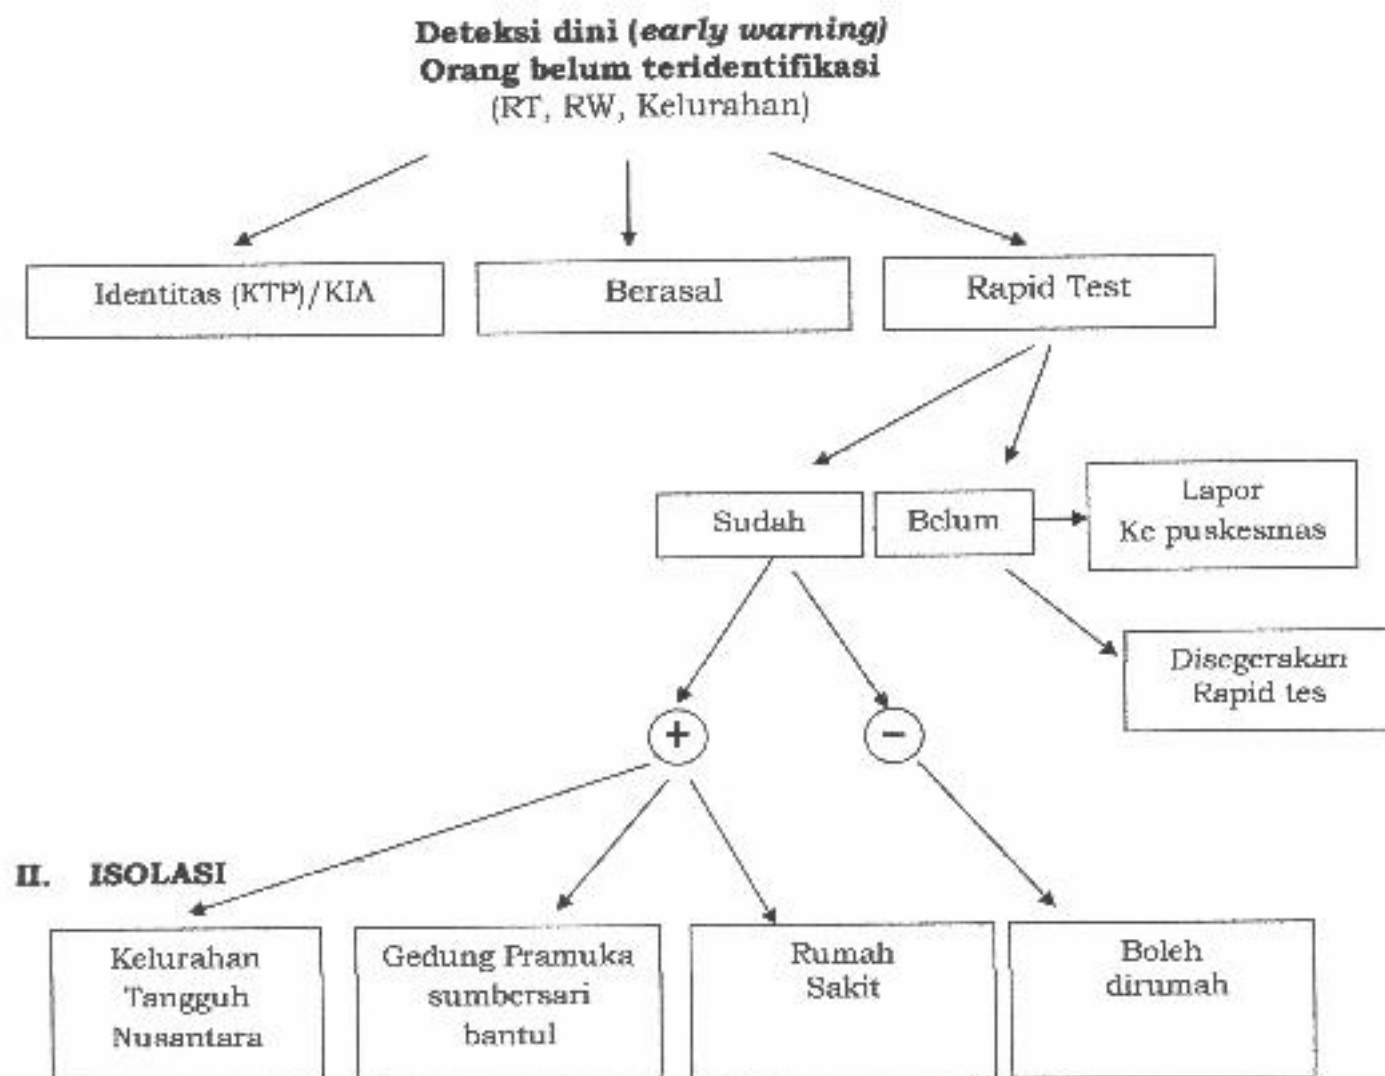 Deteksi dini (early warning)
Orang belum teridentifikasi
(RT, RW, Kelurahan)
Identitas (KTP)/KIA
Berasal
Rapid Test
Sudah
Belum
Lapor
Ke puskesmas
Disegerakan
Rapid tes
+
−
II. ISOLASI
Kelurahan
Tangguh
Nusantara
Gedung Pramuka
sumbersari
bantul
Rumah
Sakit
Boleh
dirumah